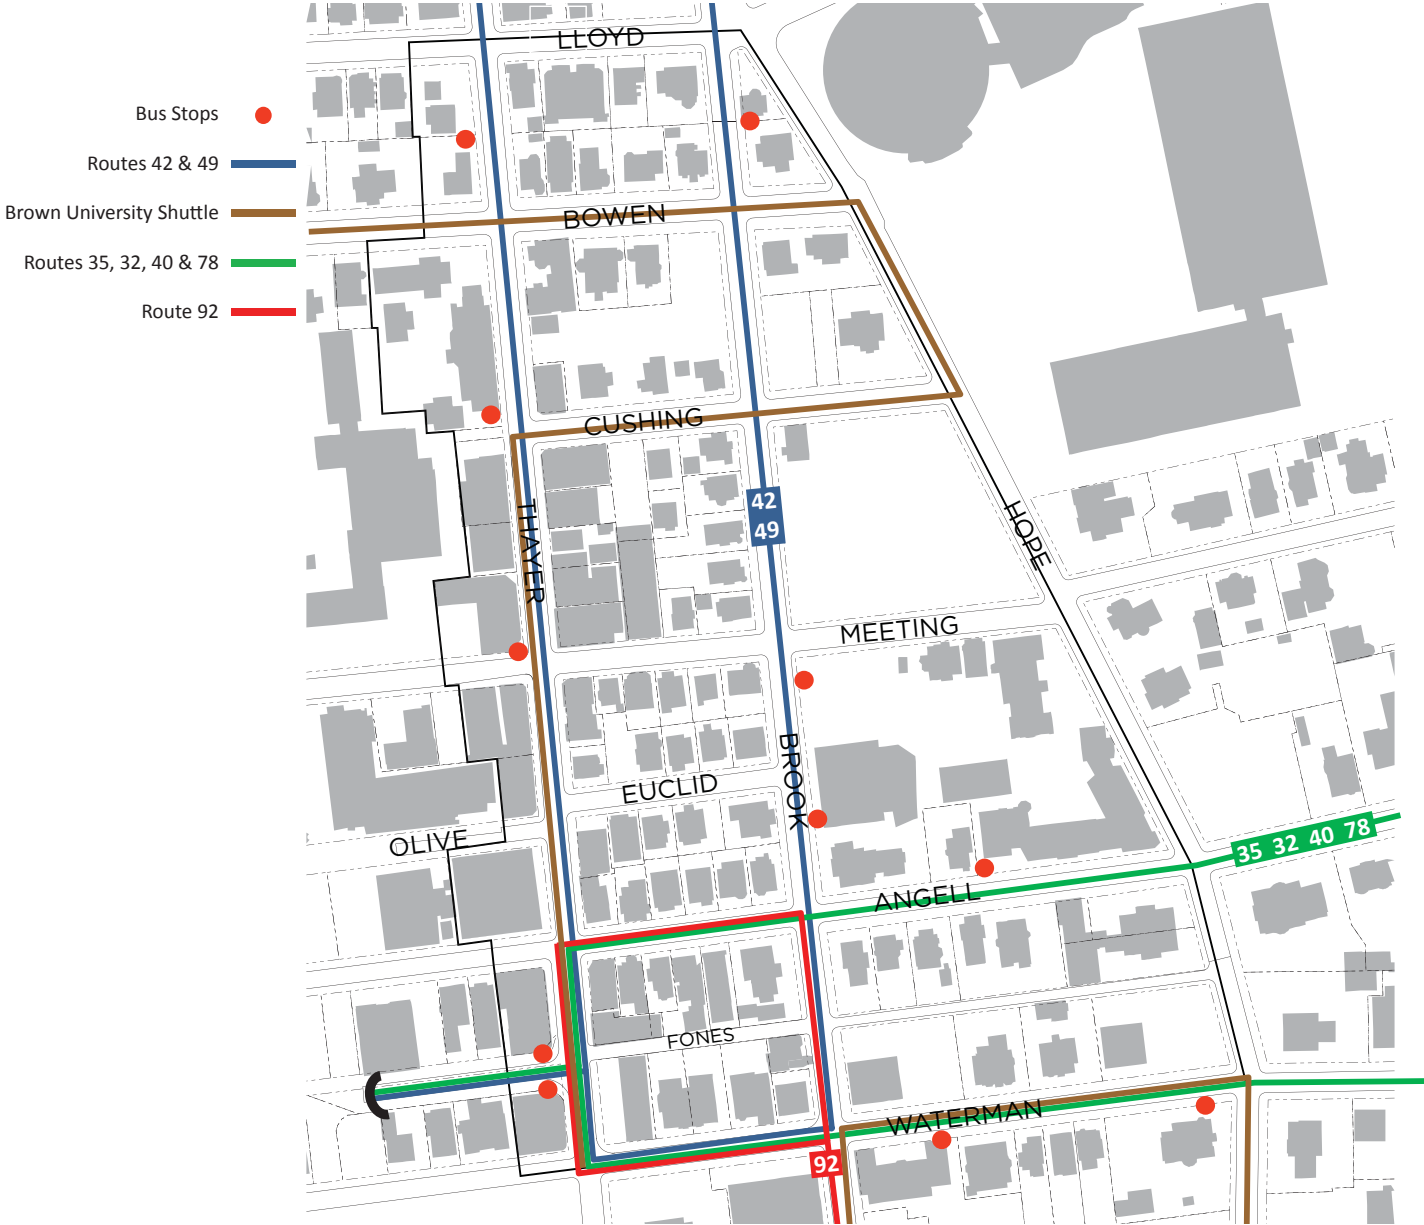 LLOYD
Bus Stops
Routes 42 & 49
Brown University Shuttle
BOWEN
Routes 35, 32, 40 & 78
Route 92
CUSHING
42
49
THAYER
HOPE
MEETING
BROOK
EUCLID
OLIVE
35 32 40 78
ANGELL
FONES
WATERMAN
92